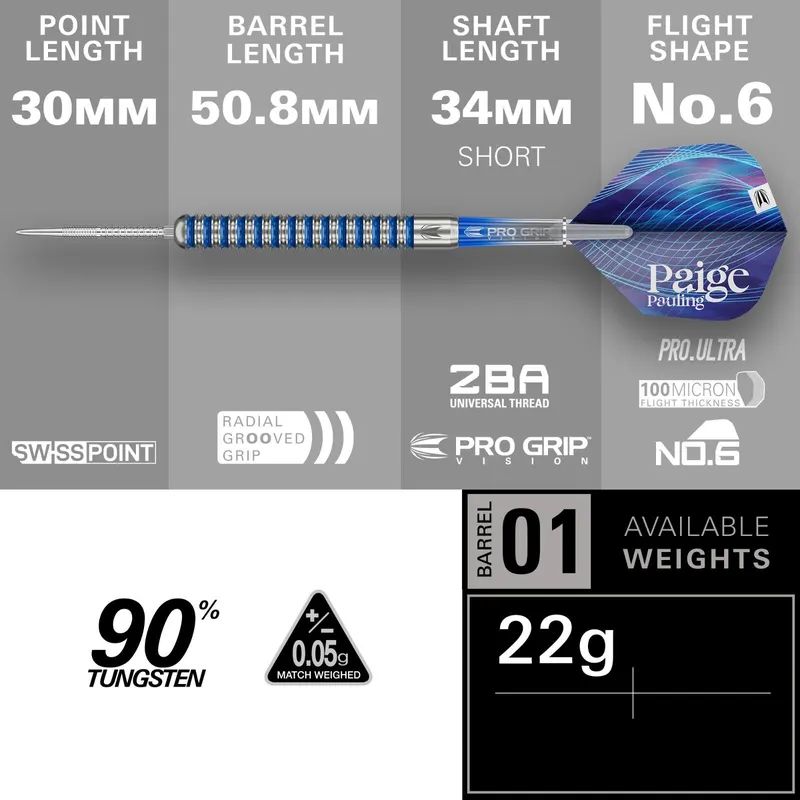 POINT
LENGTH
30MM
BARREL
LENGTH
50.8MM
SHAFT
LENGTH
34MM
SHORT
FLIGHT
SHAPE
No.6
PRO GRIP
VISION
Paige
Pauling
PRO.ULTRA
SWISSPOINT
RADIAL
GROOVED
GRIP
2BA
UNIVERSAL THREAD
PRO GRIP™
VISION
100MICRON
FLIGHT THICKNESS
NO.6
90%
TUNGSTEN
+/-
0.05g
MATCH WEIGHED
BARREL
01
AVAILABLE
WEIGHTS
22g